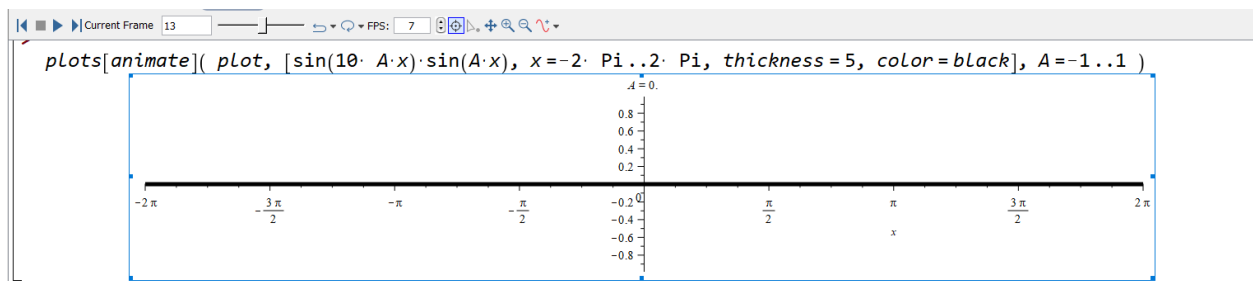 Current Frame 13 FPS: 7
plots[animate]( plot, [sin(10· A·x)·sin(A·x), x=-2· Pi..2· Pi, thickness = 5, color = black], A=-1..1 )
A = 0.
0.8
0.6
0.4
0.2
-2 π -3π/2 -π -π/2 0 π/2 π 3π/2 2 π
-0.2
-0.4
-0.6
x
-0.8